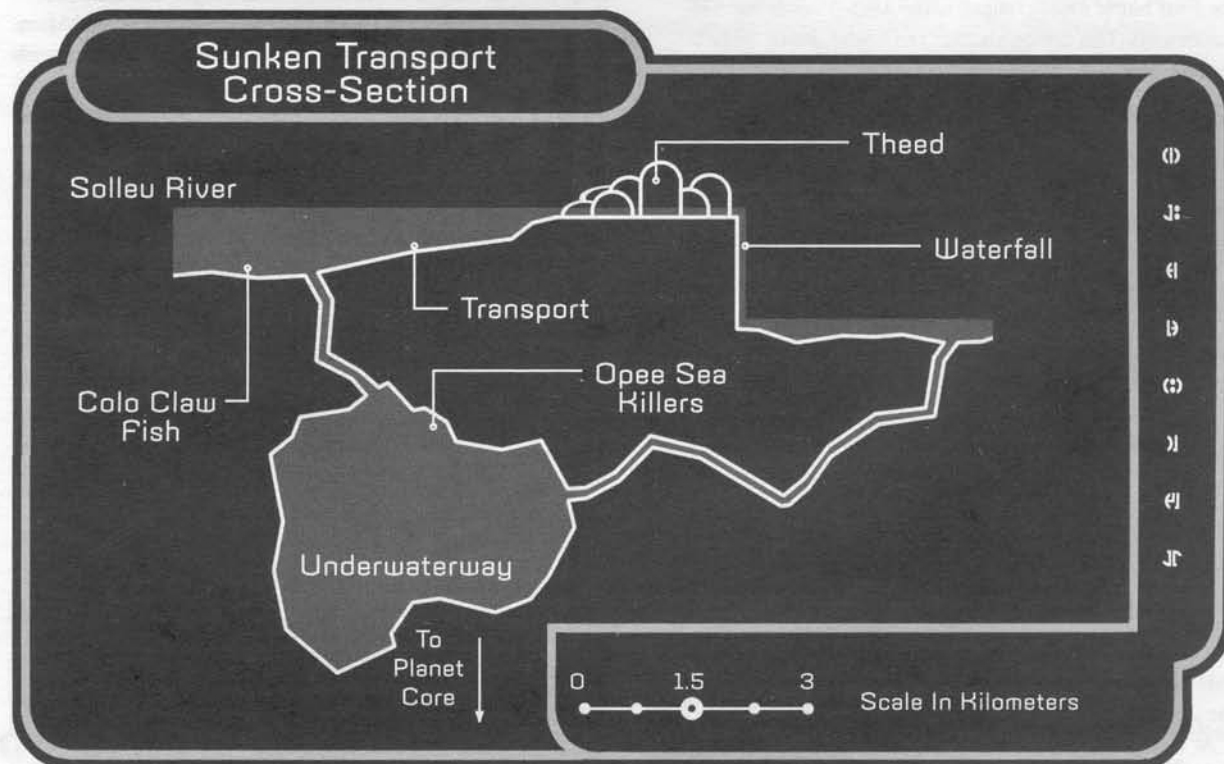 Sunken Transport
Cross-Section
Theed
Solleu River
Waterfall
Transport
Opee Sea
Killers
Colo Claw
Fish
Underwaterway
To
Planet
Core
0 1.5 3
Scale In Kilometers